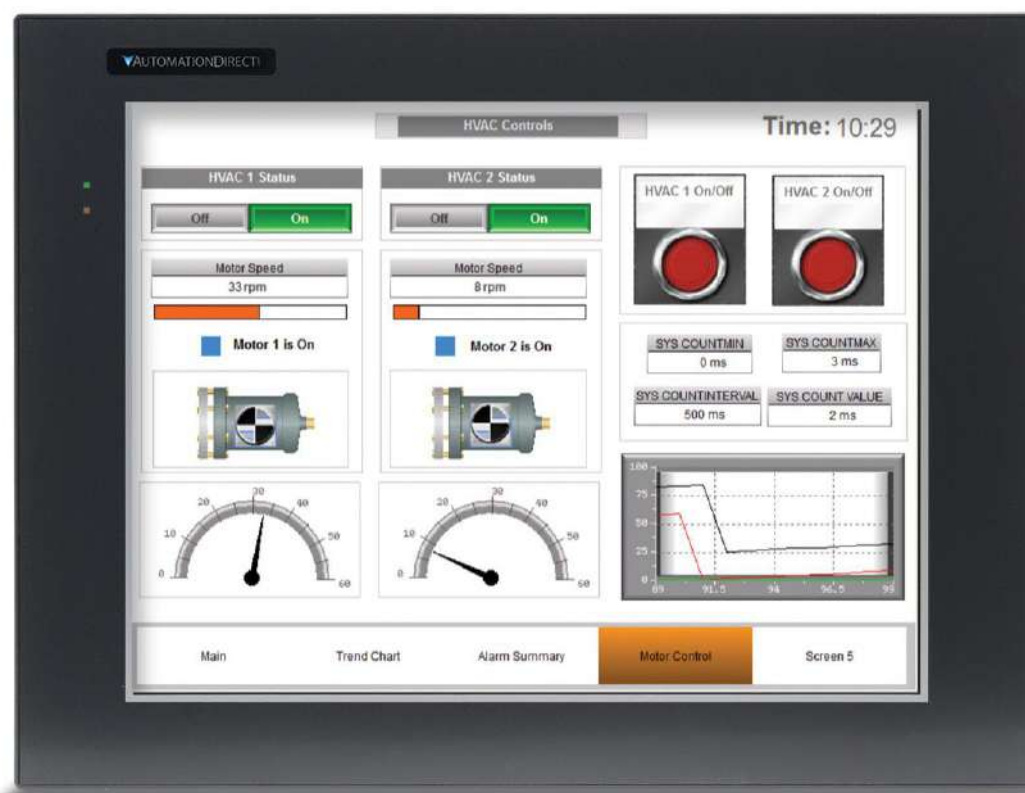 AUTOMATIONDIRECT
HVAC Controls
Time: 10:29
HVAC 1 Status
Off On
Motor Speed
33 rpm
Motor 1 is On
0 10 20 30 40 50 60
HVAC 2 Status
Off On
Motor Speed
8 rpm
Motor 2 is On
0 10 20 30 40 50 60
HVAC 1 On/Off
HVAC 2 On/Off
SYS COUNTMIN
0 ms
SYS COUNTMAX
3 ms
SYS COUNTINTERVAL
500 ms
SYS COUNT VALUE
2 ms
100
75
50
25
0
89 91.5 94 96.5 99
Main Trend Chart Alarm Summary Motor Control Screen 5